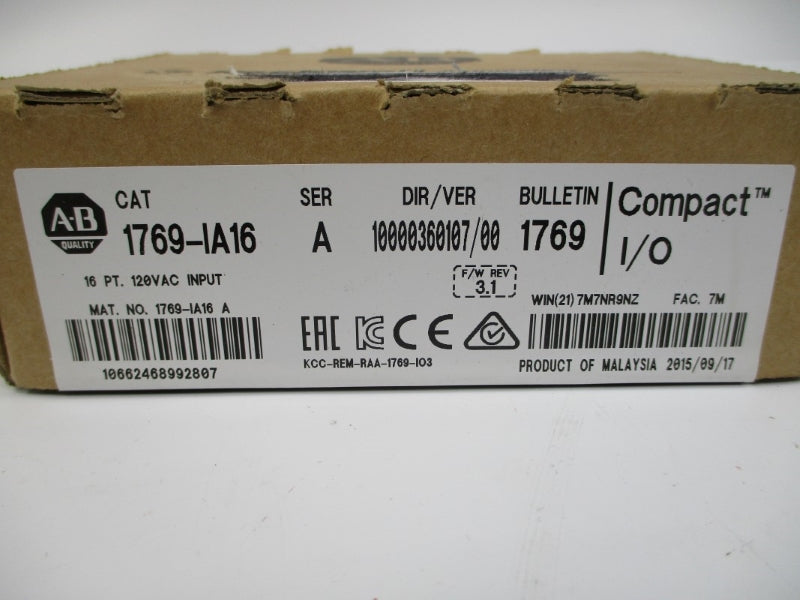 A-B
QUALITY
CAT
1769-IA16
SER
A
DIR/VER
10000360107/00
BULLETIN
1769
Compact™
I/O
16 PT. 120VAC INPUT
F/W REV
3.1
MAT. NO. 1769-IA16 A
10662468992807
EAC
KC
CE
KCC-REM-RAA-1769-IO3
WIN(21) 7M7NR9NZ FAC. 7M
PRODUCT OF MALAYSIA 2015/09/17